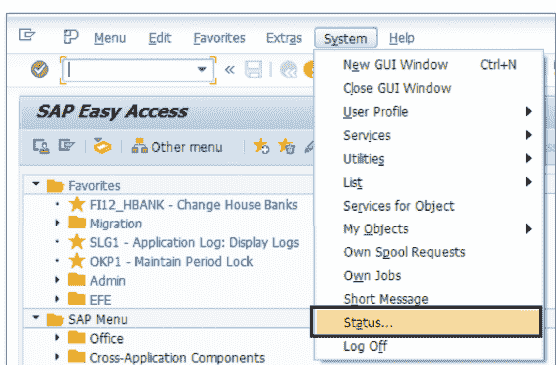 Menu Edit Favorites Extras System Help
SAP Easy Access
Other menu
Favorites
FI12_HBANK - Change House Banks
Migration
SLG1 - Application Log: Display Logs
OKP1 - Maintain Period Lock
Admin
EFE
SAP Menu
Office
Cross-Application Components
New GUI Window Ctrl+N
Close GUI Window
User Profile
Services
Utilities
List
Services for Object
My Objects
Own Spool Requests
Own Jobs
Short Message
Status...
Log Off